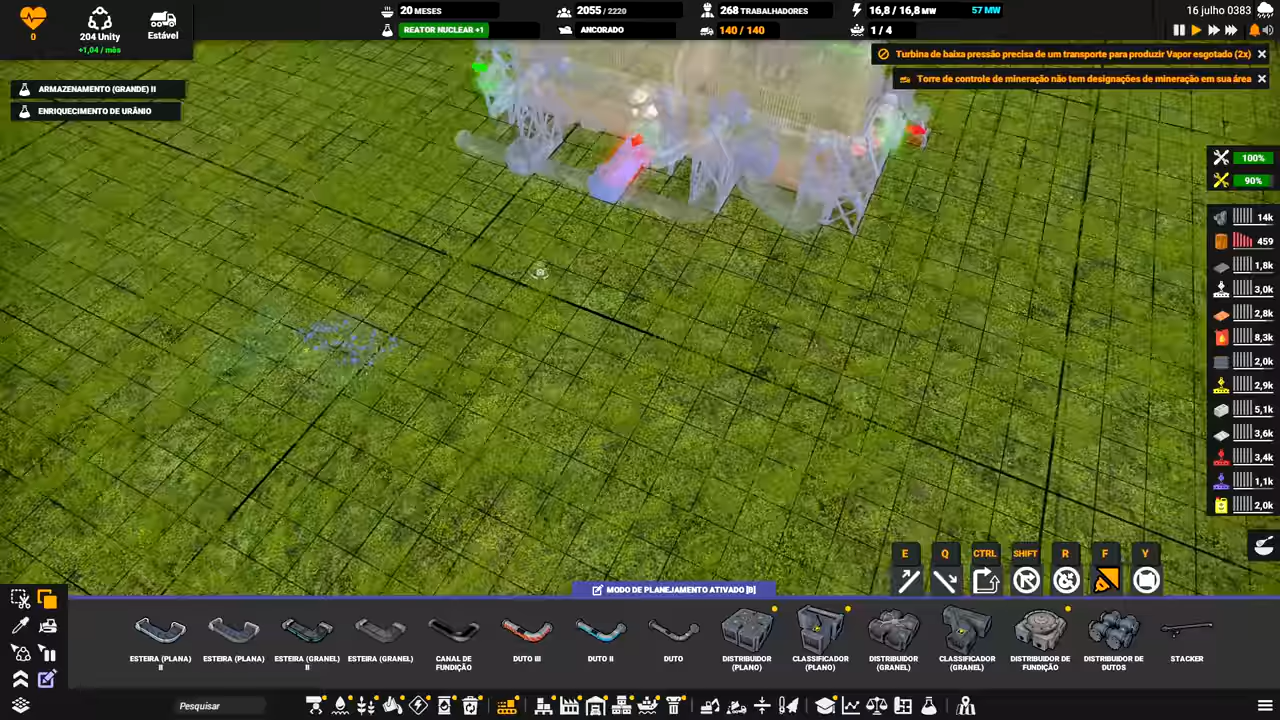 0
204 Unity
+1,04 / mês
Estável
20 MESES
REATOR NUCLEAR +1
2055 / 2220
ANCORADO
268 TRABALHADORES
140 / 140
16,8 / 16,8 MW
57 MW
1 / 4
16 julho 0383
Turbina de baixa pressão precisa de um transporte para produzir Vapor esgotado (2x)
Torre de controle de mineração não tem designações de mineração em sua área
ARMAZENAMENTO (GRANDE) II
ENRIQUECIMENTO DE URÂNIO
100%
90%
14k
459
1,8k
3,0k
2,8k
8,3k
2,0k
2,9k
5,1k
3,6k
3,4k
1,1k
2,0k
E
Q
CTRL
SHIFT
R
F
Y
MODO DE PLANEJAMENTO ATIVADO [B]
ESTEIRA (PLANA) II
ESTEIRA (PLANA)
ESTEIRA (GRANEL) II
ESTEIRA (GRANEL)
CANAL DE FUNDIÇÃO
DUTO III
DUTO II
DUTO
DISTRIBUIDOR (PLANO)
CLASSIFICADOR (PLANO)
DISTRIBUIDOR (GRANEL)
CLASSIFICADOR (GRANEL)
DISTRIBUIDOR DE FUNDIÇÃO
DISTRIBUIDOR DE DUTOS
STACKER
Pesquisar